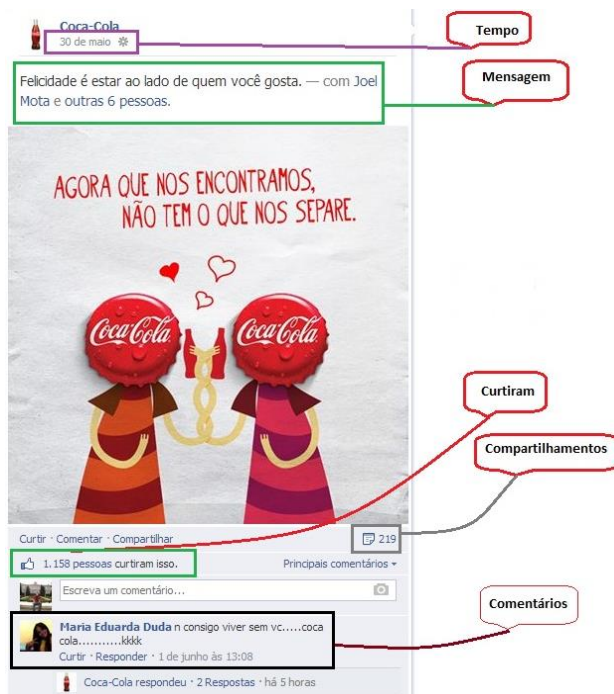 Coca-Cola
30 de maio
Tempo
Felicidade é estar ao lado de quem você gosta. — com Joel
Mota e outras 6 pessoas.
Mensagem
AGORA QUE NOS ENCONTRAMOS,
NÃO TEM O QUE NOS SEPARE.
Coca-Cola
Coca-Cola
Curtiram
Compartilhamentos
Curtir · Comentar · Compartilhar
219
1.158 pessoas curtiram isso.
Principais comentários
Escreva um comentário...
Comentários
Maria Eduarda Duda n consigo viver sem vc.....coca
cola...........kkkk
Curtir · Responder · 1 de junho às 13:08
Coca-Cola respondeu · 2 Respostas · há 5 horas